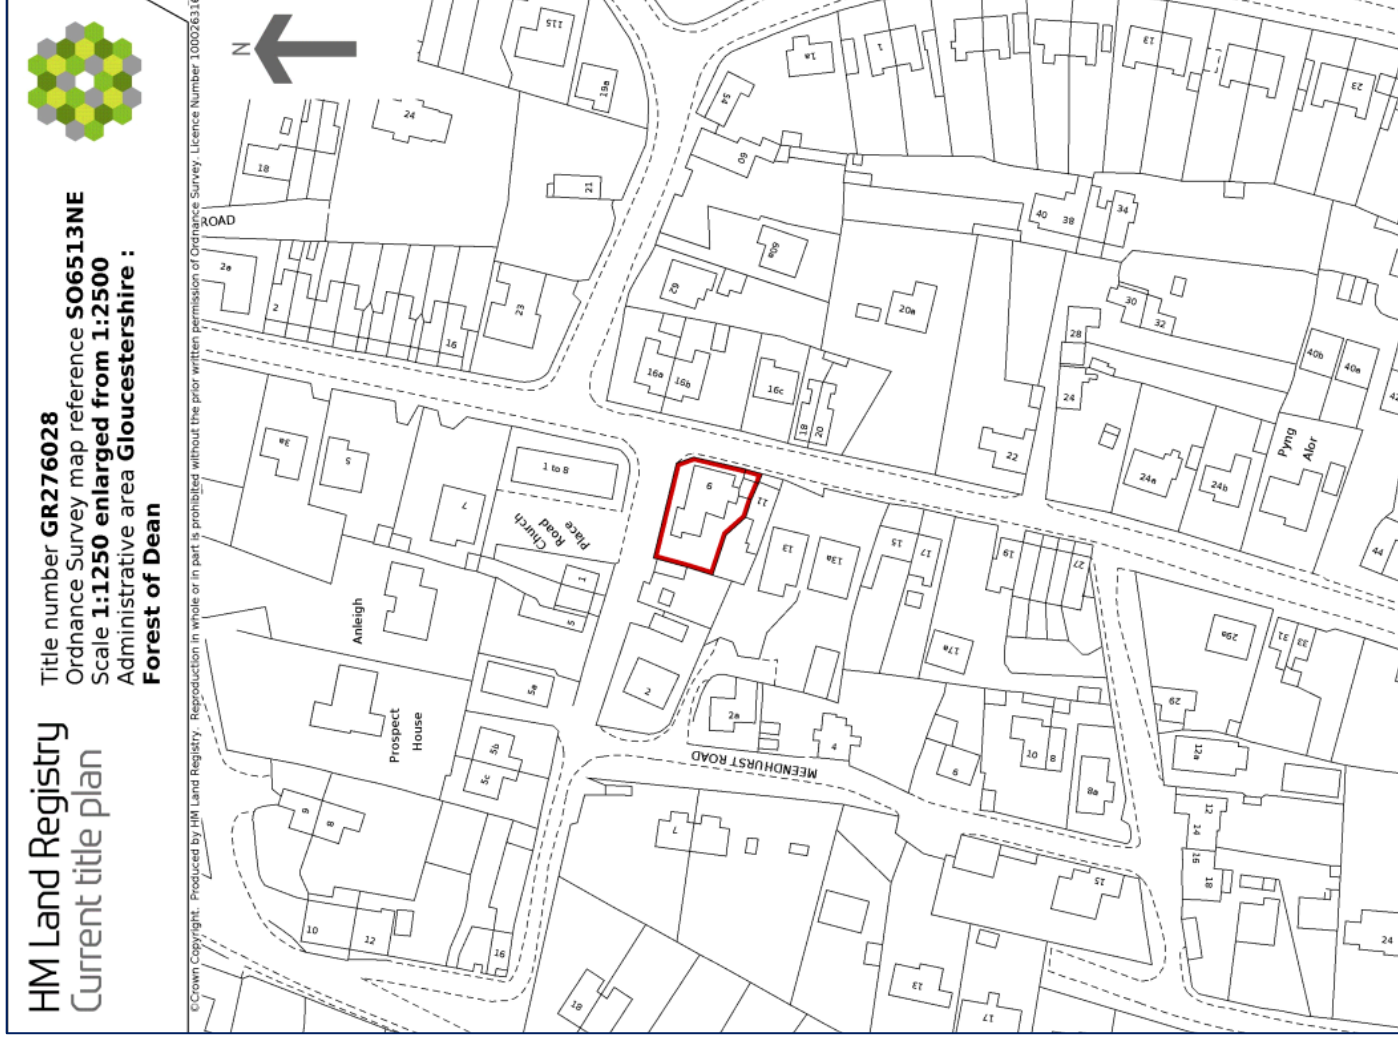 HM Land Registry
Current title plan
Title number GR276028
Ordnance Survey map reference SO6513NE
Scale 1:1250 enlarged from 1:2500
Administrative area Gloucestershire :
Forest of Dean
©Crown Copyright. Produced by HM Land Registry. Reproduction in whole or in part is prohibited without the prior written permission of Ordnance Survey. Licence Number 10002631
N
115
19a
24
18
21
ROAD
2a
2
16
23
54
60
1a
1
13
23
60a
62
40
38
34
20a
30
32
28
24
40b
40a
42
16a
16b
16c
18
20
22
24a
24b
Pyng
Alor
44
3a
5
7
1 to 8
Church
Road
Place
1
5
9
11
13
13a
15
17
19
27
17a
29a
31
33
29
Anleigh
Prospect
House
5a
5b
5c
2
2a
4
MEENDHURST ROAD
6
10
8
8a
12a
12
14
16
18
9
8
10
12
16
7
15
18
13
17
24